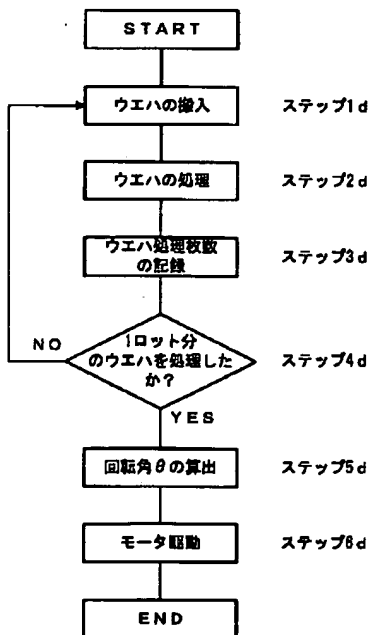 START
ウエハの搬入 ステップ1d
ウエハの処理 ステップ2d
ウエハ処理枚数
の記録 ステップ3d
1ロット分
のウエハを処理した
か？ ステップ4d
NO
YES
回転角θの算出 ステップ5d
モータ駆動 ステップ6d
END